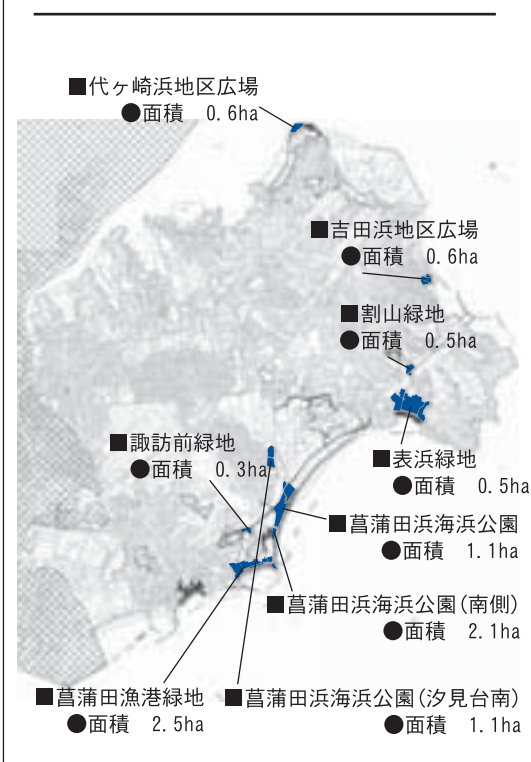 ■代ヶ崎浜地区広場
●面積 0.6ha
■吉田浜地区広場
●面積 0.6ha
■割山緑地
●面積 0.5ha
■諏訪前緑地
●面積 0.3ha
■表浜緑地
●面積 0.5ha
■菖蒲田浜海浜公園
●面積 1.1ha
■菖蒲田浜海浜公園(南側)
●面積 2.1ha
■菖蒲田漁港緑地
●面積 2.5ha
■菖蒲田浜海浜公園(汐見台南)
●面積 1.1ha